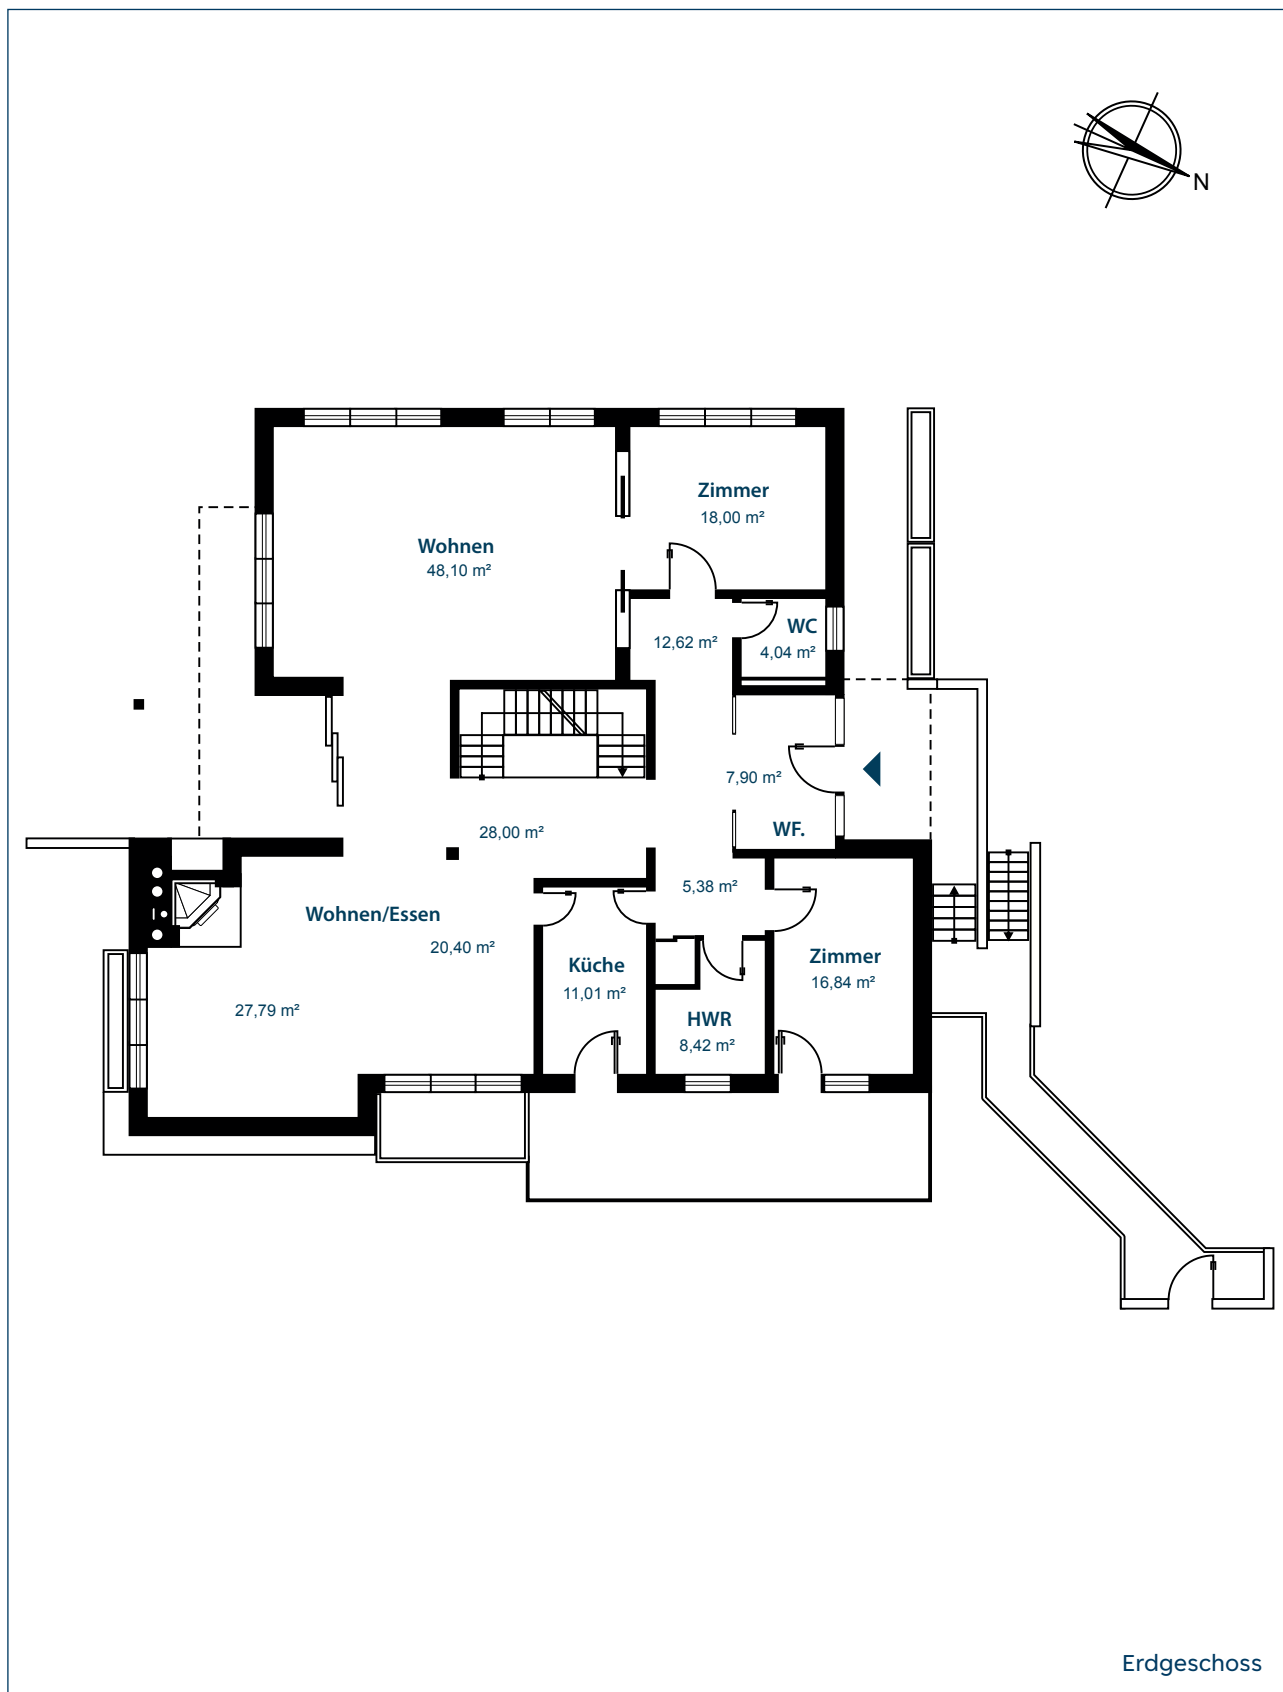 N
Zimmer
18,00 m²
Wohnen
48,10 m²
WC
4,04 m²
12,62 m²
7,90 m²
WF.
28,00 m²
5,38 m²
Wohnen/Essen
20,40 m²
27,79 m²
Küche
11,01 m²
Zimmer
16,84 m²
HWR
8,42 m²
Erdgeschoss